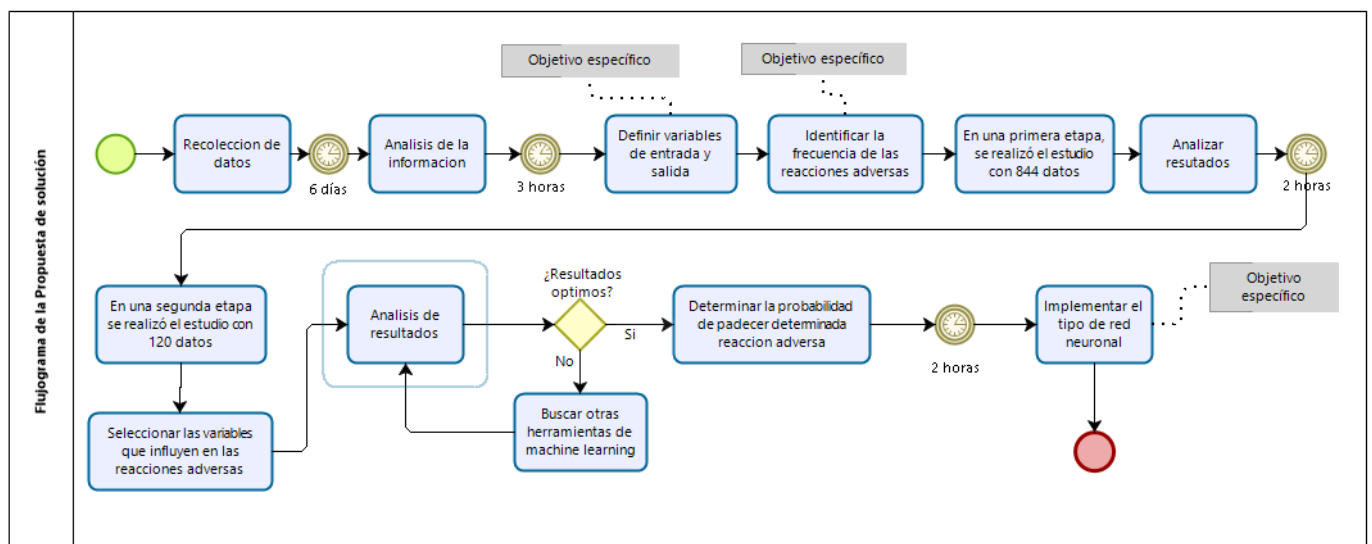 Flujograma de la Propuesta de solución
Objetivo específico
Objetivo específico
Recoleccion de
datos
6 días
Analisis de la
informacion
3 horas
Definir variables
de entrada y
salida
Identificar la
frecuencia de las
reacciones adversas
En una primera etapa,
se realizó el estudio
con 844 datos
Analizar
resutados
2 horas
En una segunda etapa
se realizó el estudio con
120 datos
Seleccionar las variables
que influyen en las
reacciones adversas
Analisis de
resultados
¿Resultados
optimos?
Si
No
Buscar otras
herramientas de
machine learning
Determinar la probabilidad
de padecer determinada
reaccion adversa
2 horas
Implementar el
tipo de red
neuronal
Objetivo
específico